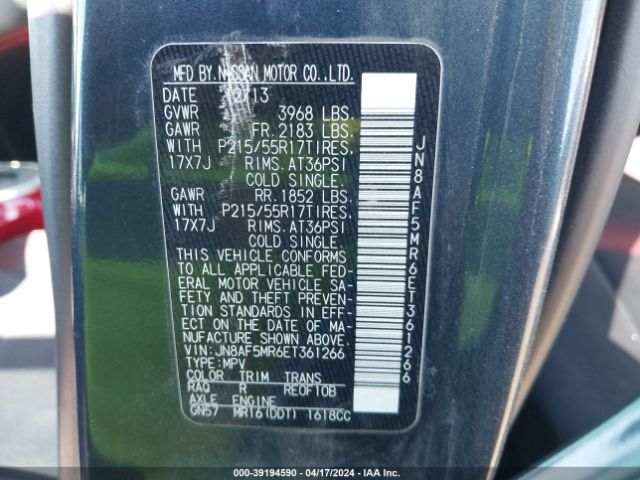 MFD BY. NISSAN MOTOR CO., LTD.
DATE 12/13
GVWR 3968 LBS.
GAWR FR. 2183 LBS.
WITH P215/55R17TIRES,
17X7J RIMS. AT36PSI
COLD SINGLE.
GAWR RR. 1852 LBS.
WITH P215/55R17TIRES,
17X7J RIMS. AT36PSI
COLD SINGLE.
THIS VEHICLE CONFORMS
TO ALL APPLICABLE FED-
ERAL MOTOR VEHICLE SA-
FETY AND THEFT PREVEN-
TION STANDARDS IN EFF-
ECT ON THE DATE OF MA-
NUFACTURE SHOWN ABOVE.
VIN: JN8AF5MR6ET361266
TYPE: MPV
COLOR TRIM TRANS
RAQ R RE0F10B
AXLE ENGINE
GN57 MR16(DDT) 1618CC
JN8AF5MR6ET361266
000-39194590 - 04/17/2024 - IAA Inc.